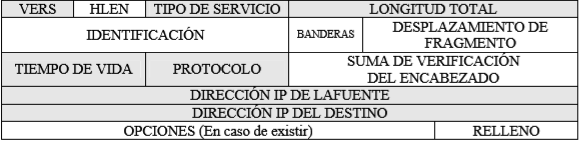 VERS HLEN TIPO DE SERVICIO LONGITUD TOTAL
IDENTIFICACIÓN BANDERAS DESPLAZAMIENTO DE
FRAGMENTO
TIEMPO DE VIDA PROTOCOLO SUMA DE VERIFICACIÓN
DEL ENCABEZADO
DIRECCIÓN IP DE LAFUENTE
DIRECCIÓN IP DEL DESTINO
OPCIONES (En caso de existir) RELLENO